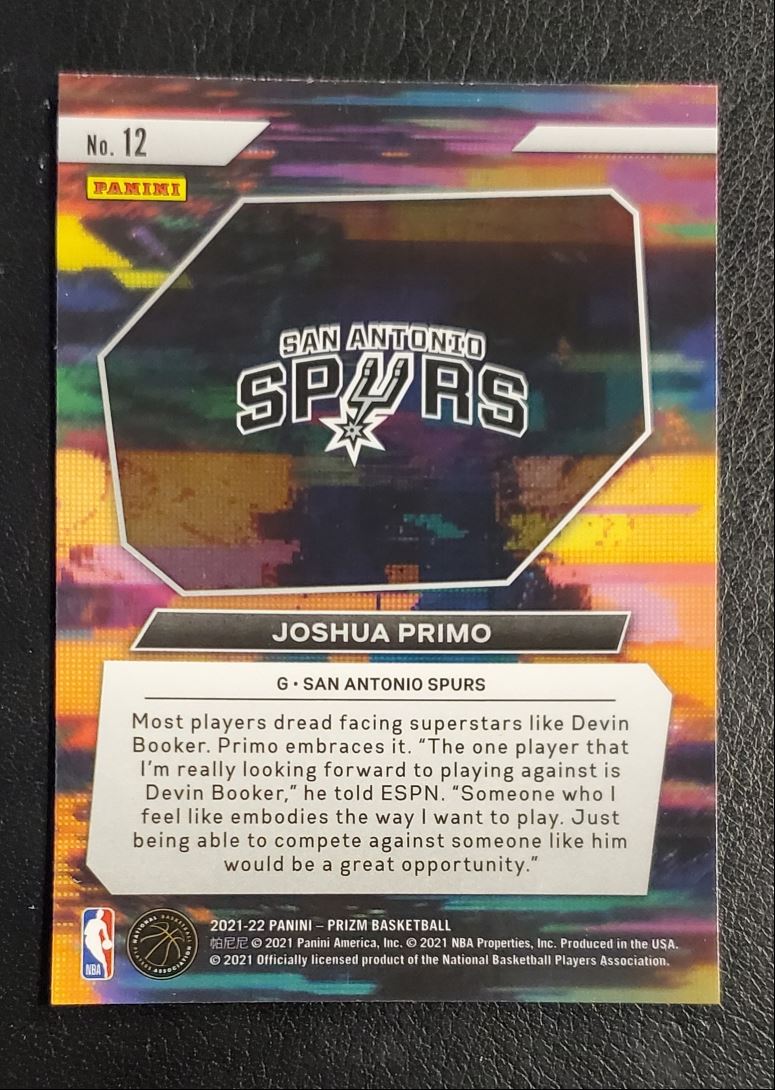 No. 12
PANINI
SAN ANTONIO
SPURS
JOSHUA PRIMO
G • SAN ANTONIO SPURS
Most players dread facing superstars like Devin
Booker. Primo embraces it. “The one player that
I’m really looking forward to playing against is
Devin Booker,” he told ESPN. “Someone who I
feel like embodies the way I want to play. Just
being able to compete against someone like him
would be a great opportunity.”
NBA
NATIONAL BASKETBALL PLAYERS ASSOCIATION
2021-22 PANINI – PRIZM BASKETBALL
帕尼尼 © 2021 Panini America, Inc. © 2021 NBA Properties, Inc. Produced in the USA.
© 2021 Officially licensed product of the National Basketball Players Association.